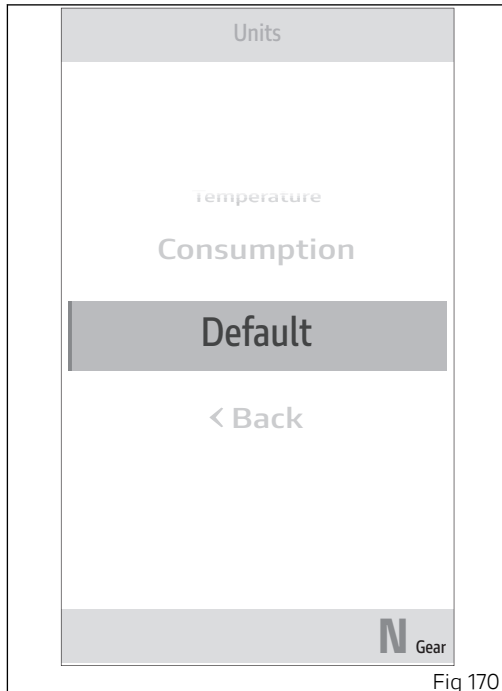 Units
Temperature
Consumption
Default
< Back
N Gear
Fig 170